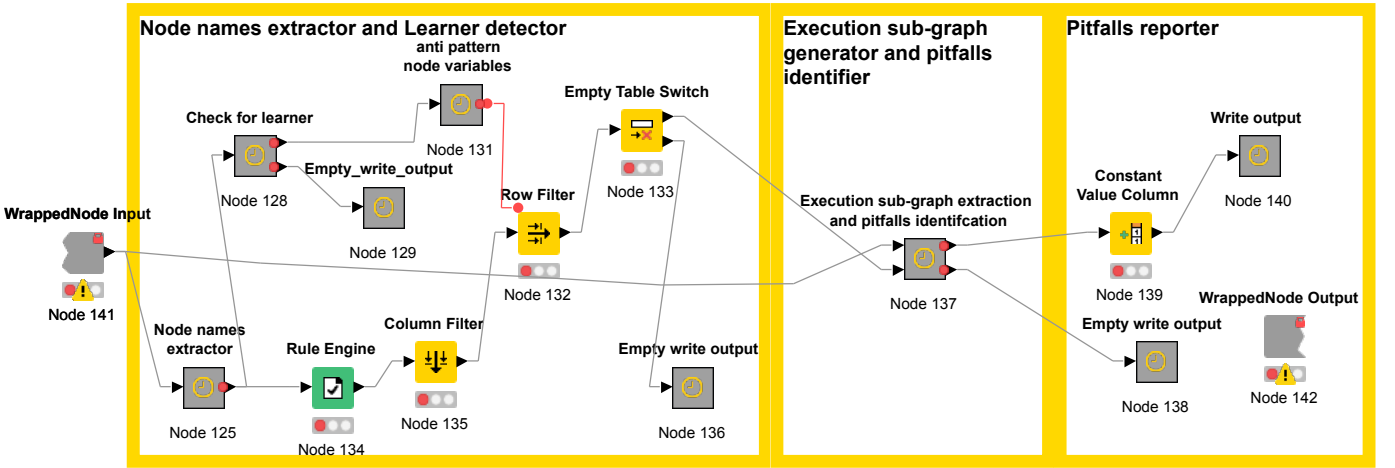 Node names extractor and Learner detector
Execution sub-graph
generator and pitfalls
identifier
Pitfalls reporter
anti pattern
node variables
Node 131
Empty Table Switch
Node 133
Check for learner
Node 128
Empty_write_output
Node 129
Row Filter
Node 132
WrappedNode Input
Node 141
Node names
extractor
Node 125
Rule Engine
Node 134
Column Filter
Node 135
Empty write output
Node 136
Execution sub-graph extraction
and pitfalls identifcation
Node 137
Write output
Node 140
Constant
Value Column
1
1
Node 139
WrappedNode Output
Node 142
Empty write output
Node 138